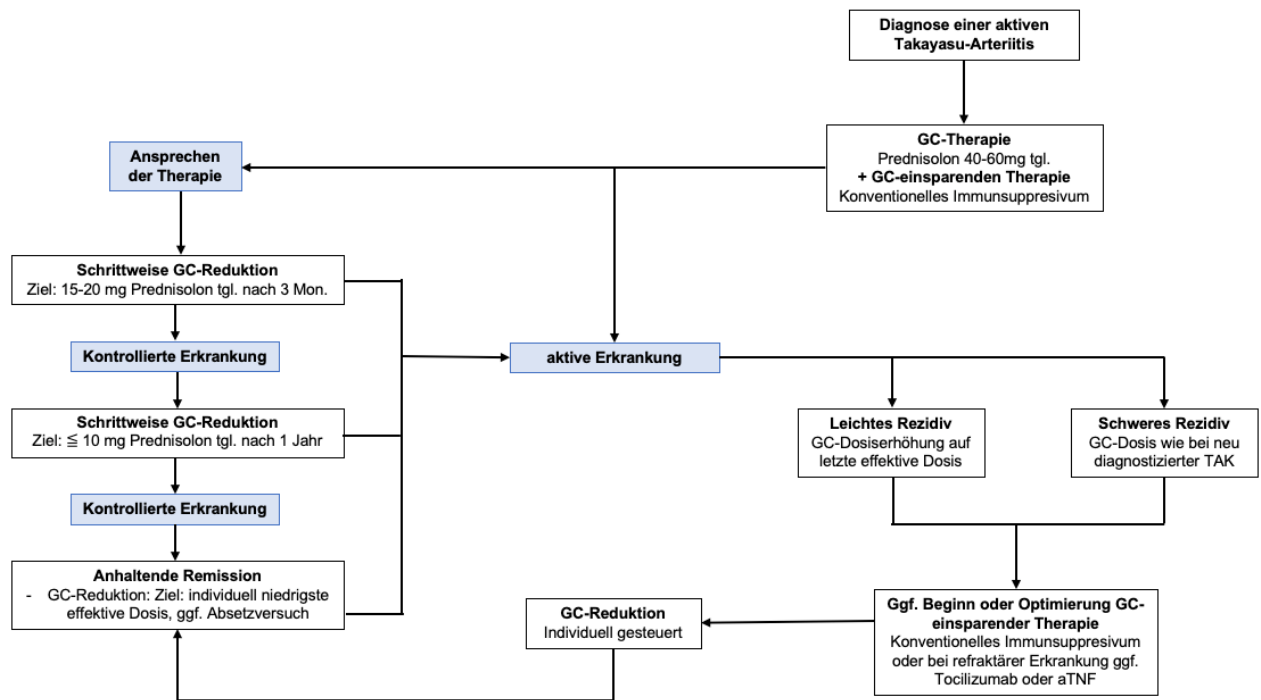 Diagnose einer aktiven
Takayasu-Arteriitis
GC-Therapie
Prednisolon 40-60mg tgl.
+ GC-einsparenden Therapie
Konventionelles Immunsuppresivum
Ansprechen
der Therapie
Schrittweise GC-Reduktion
Ziel: 15-20 mg Prednisolon tgl. nach 3 Mon.
Kontrollierte Erkrankung
aktive Erkrankung
Schrittweise GC-Reduktion
Ziel: ≦ 10 mg Prednisolon tgl. nach 1 Jahr
Leichtes Rezidiv
GC-Dosiserhöhung auf
letzte effektive Dosis
Schweres Rezidiv
GC-Dosis wie bei neu
diagnostizierter TAK
Kontrollierte Erkrankung
Anhaltende Remission
- GC-Reduktion: Ziel: individuell niedrigste
effektive Dosis, ggf. Absetzversuch
GC-Reduktion
Individuell gesteuert
Ggf. Beginn oder Optimierung GC-
einsparender Therapie
Konventionelles Immunsuppresivum
oder bei refraktärer Erkrankung ggf.
Tocilizumab oder aTNF